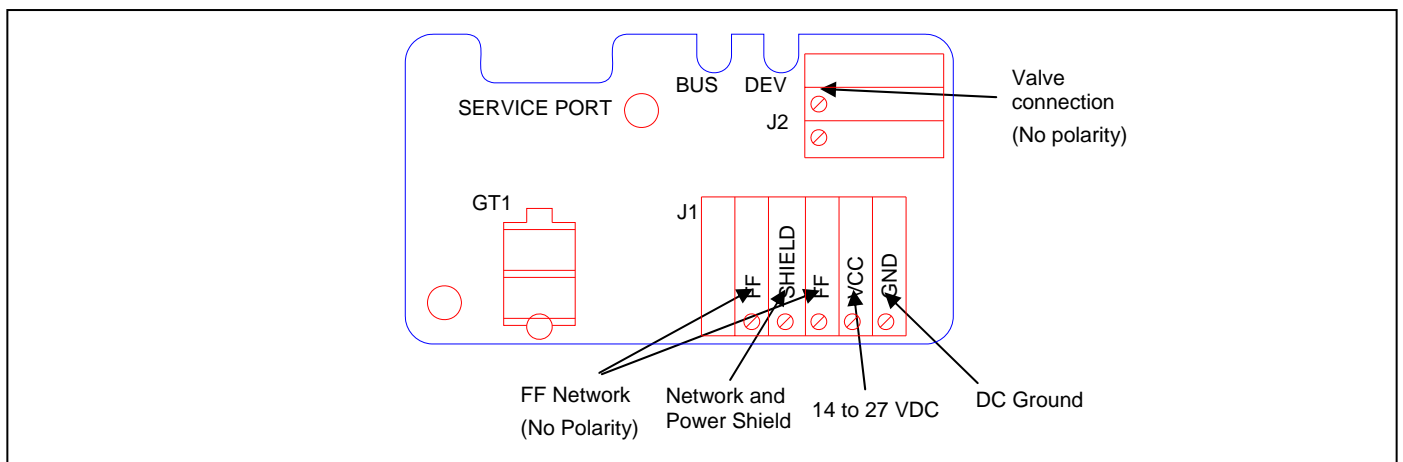 BUS DEV
SERVICE PORT
J2
Valve
connection
(No polarity)
GT1
J1
FF
SHIELD
FF
VCC
GND
FF Network
(No Polarity)
Network and
Power Shield
14 to 27 VDC
DC Ground